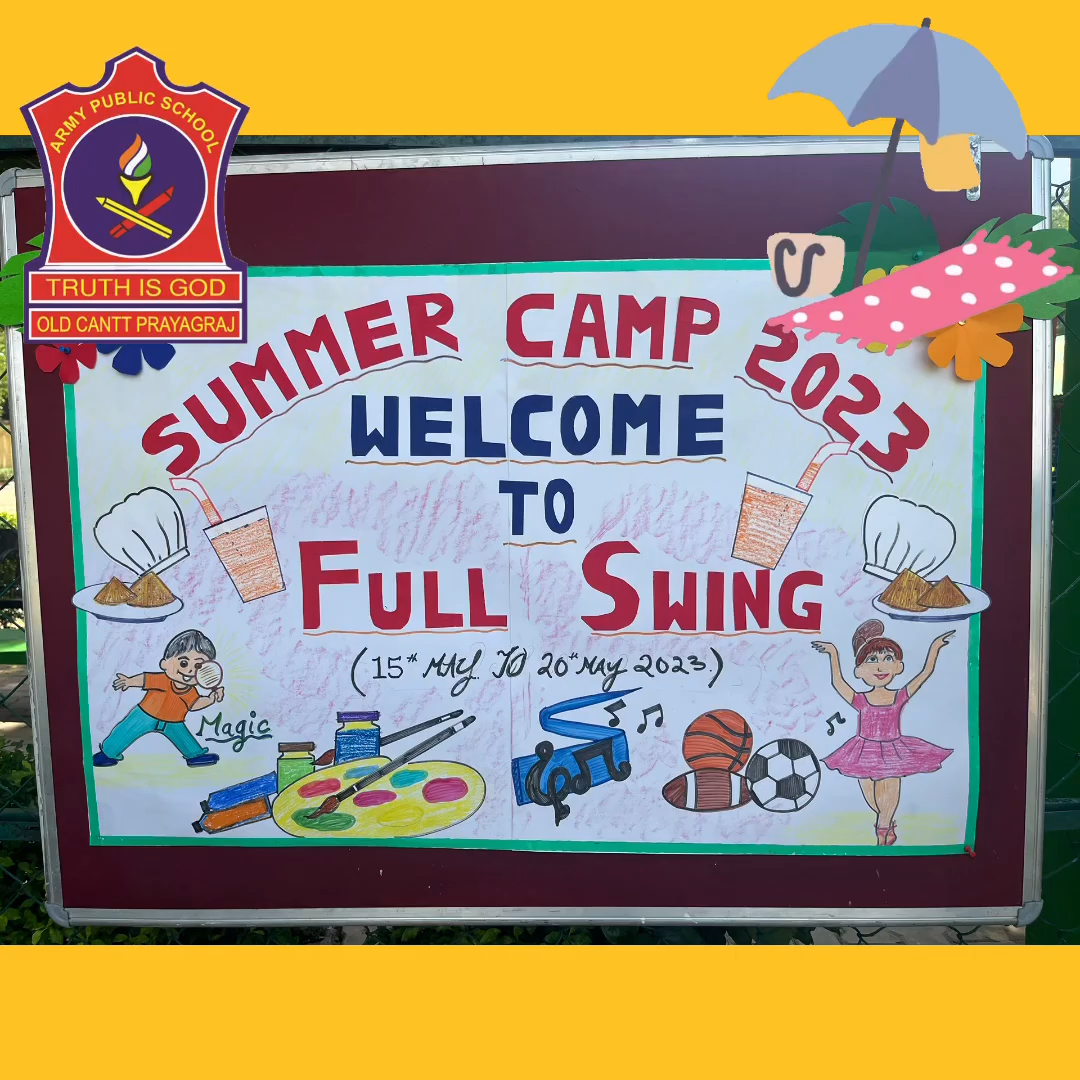 ARMY PUBLIC SCHOOL
TRUTH IS GOD
OLD CANTT PRAYAGRAJ
SUMMER CAMP 2023
WELCOME
TO
FULL SWING
(15th MAY TO 20th MAY 2023.)
Magic